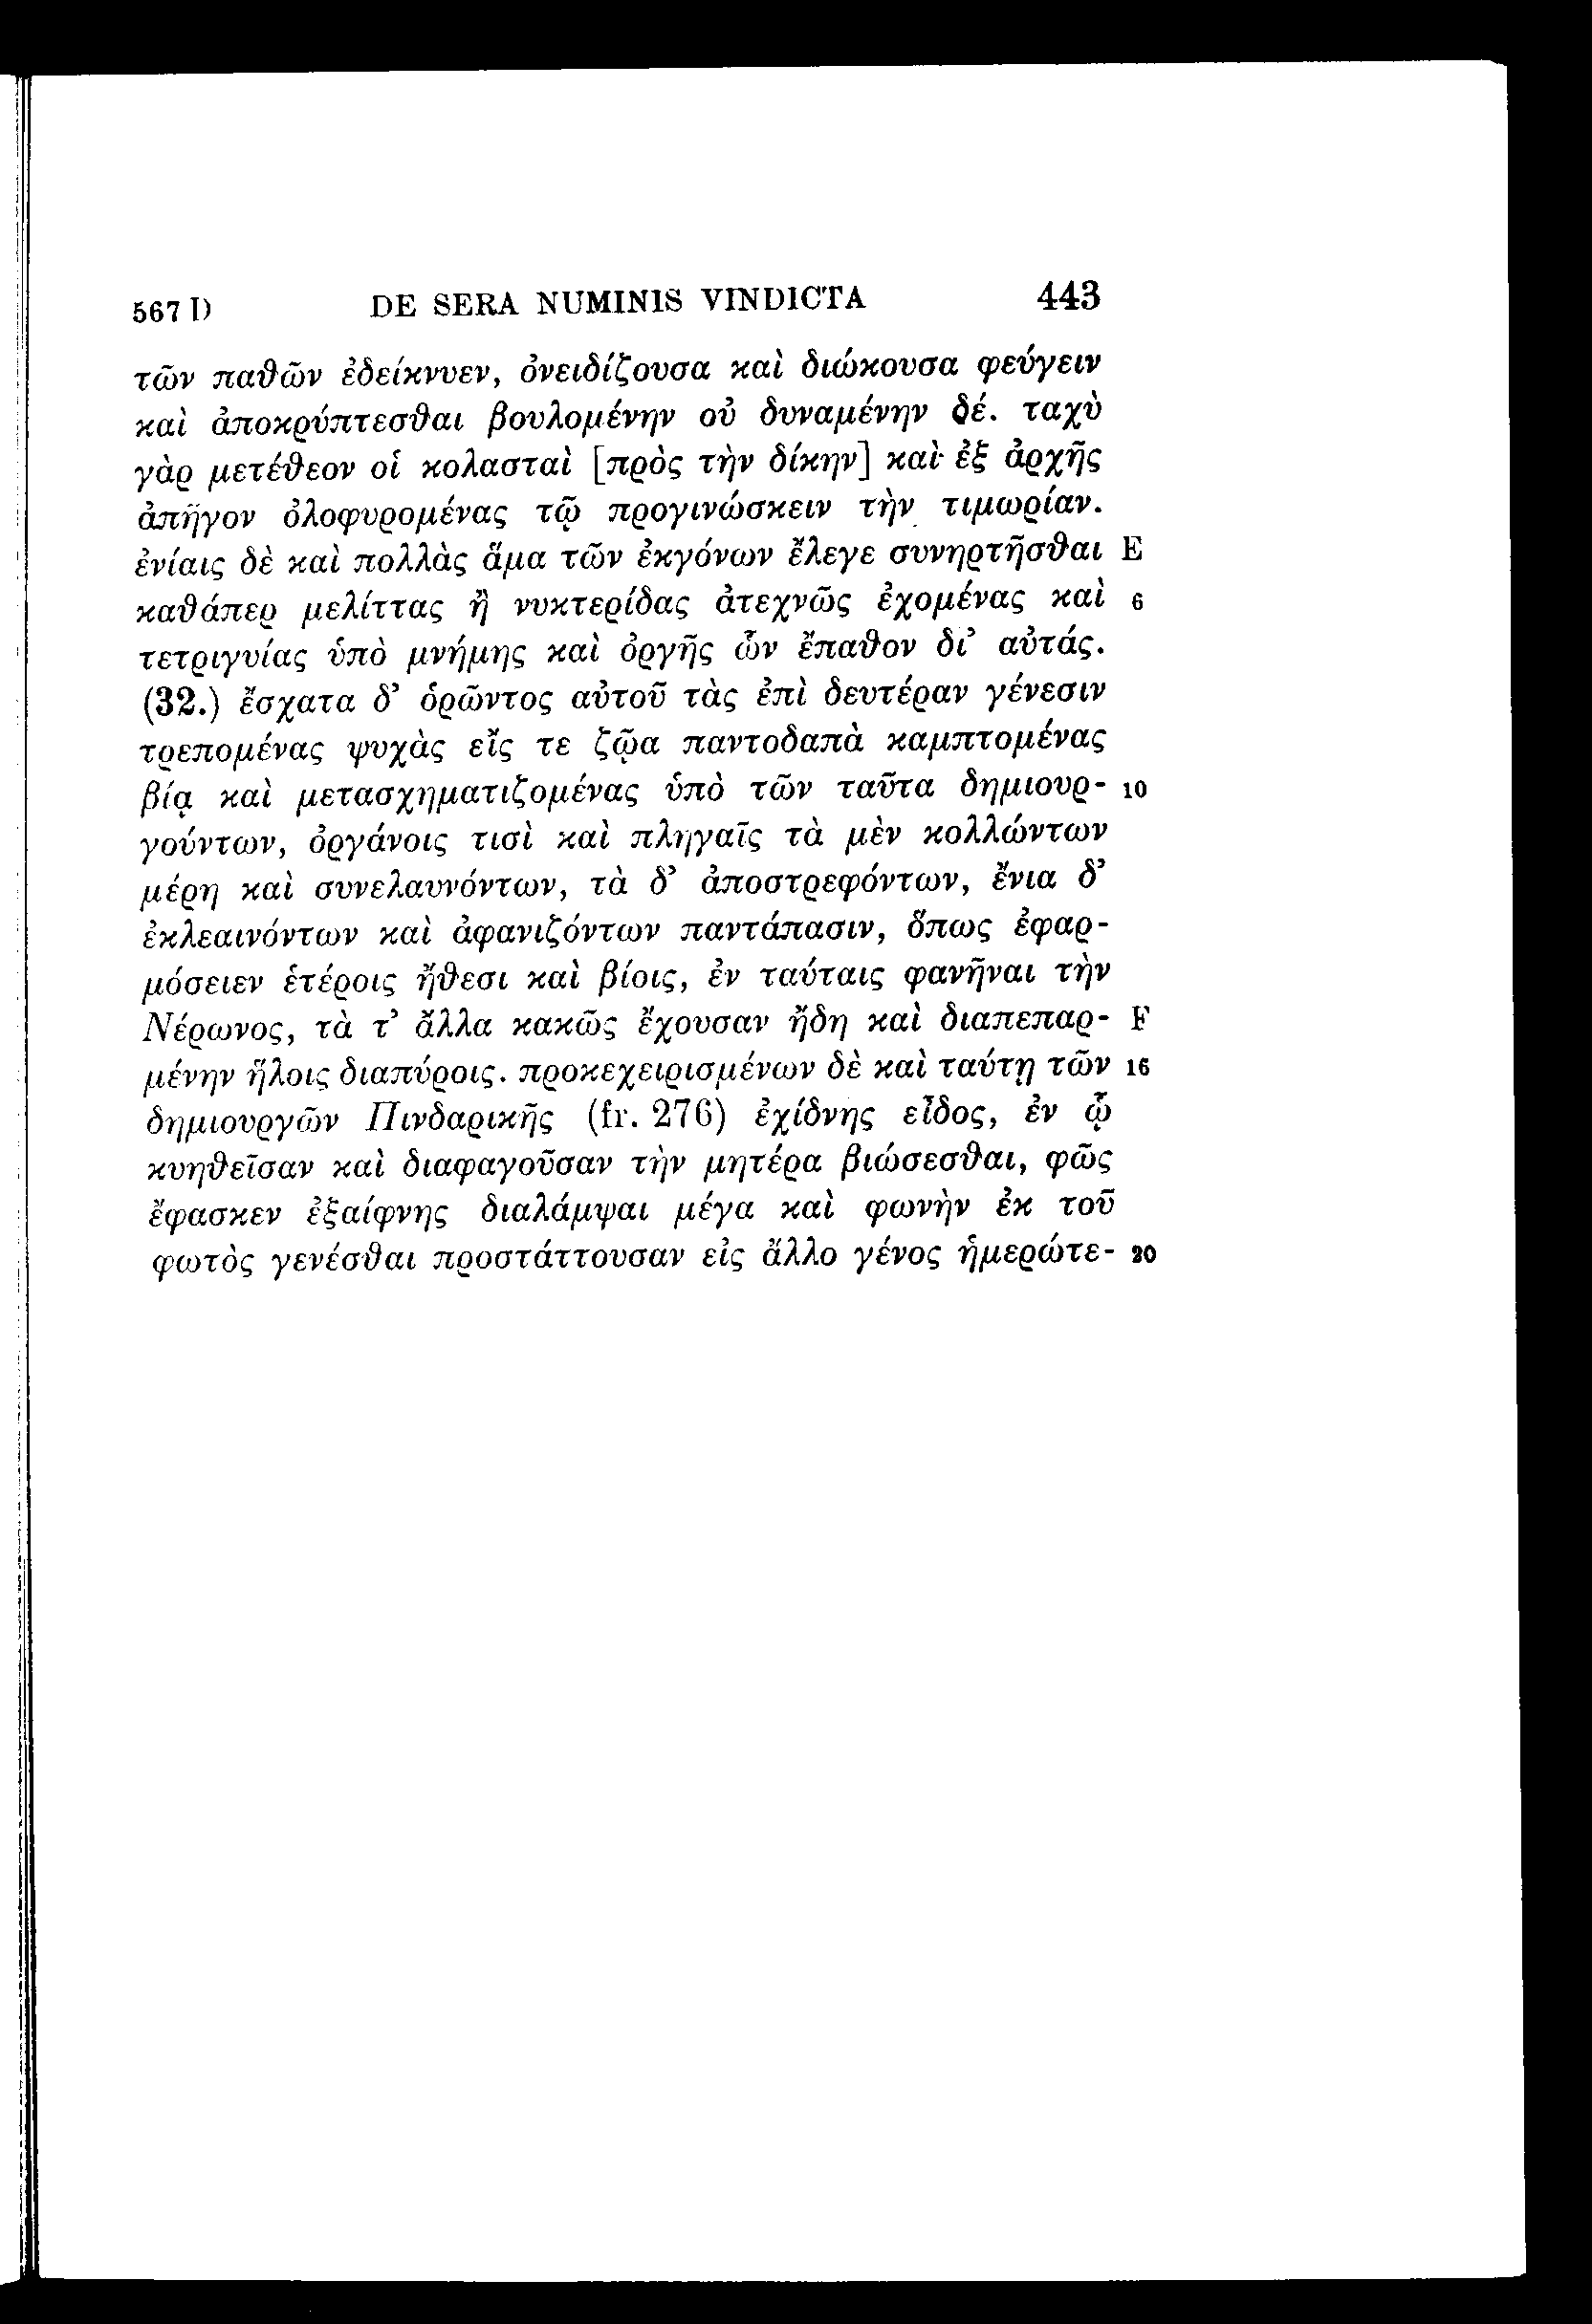 567 D DE SERA NUMINIS VINDICTA 443
τῶν παθῶν ἐδείκνυεν, ὀνειδίζουσα καὶ διώκουσα φεύγειν
καὶ ἀποκρύπτεσθαι βουλομένην οὐ δυναμένην δέ. ταχὺ
γὰρ μετέθεον οἱ κολασταὶ [πρὸς τὴν δίκην] καὶ ἐξ ἀρχῆς
ἀπῆγον ὀλοφυρομένας τῷ προγινώσκειν τὴν τιμωρίαν.
ἐνίαις δὲ καὶ πολλὰς ἅμα τῶν ἐκγόνων ἔλεγε συνηρτῆσθαι E
καθάπερ μελίττας ἢ νυκτερίδας ἀτεχνῶς ἐχομένας καὶ 6
τετριγυίας ὑπὸ μνήμης καὶ ὀργῆς ὧν ἔπαθον δι’ αὐτάς.
(32.) ἔσχατα δ’ ὁρῶντος αὐτοῦ τὰς ἐπὶ δευτέραν γένεσιν
τρεπομένας ψυχὰς εἴς τε ζῷα παντοδαπὰ καμπτομένας
βίᾳ καὶ μετασχηματιζομένας ὑπὸ τῶν ταῦτα δημιουρ- 10
γούντων, ὀργάνοις τισὶ καὶ πληγαῖς τὰ μὲν κολλώντων
μέρη καὶ συνελαυνόντων, τὰ δ’ ἀποστρεφόντων, ἔνια δ’
ἐκλεαινόντων καὶ ἀφανιζόντων παντάπασιν, ὅπως ἐφαρ-
μόσειεν ἑτέροις ἤθεσι καὶ βίοις, ἐν ταύταις φανῆναι τὴν
Νέρωνος, τὰ τ’ ἄλλα κακῶς ἔχουσαν ἤδη καὶ διαπεπαρ- F
μένην ἥλοις διαπύροις. προκεχειρισμένων δὲ καὶ ταύτῃ τῶν 16
δημιουργῶν Πινδαρικῆς (fr. 276) ἐχίδνης εἶδος, ἐν ᾧ
κυηθεῖσαν καὶ διαφαγοῦσαν τὴν μητέρα βιώσεσθαι, φῶς
ἔφασκεν ἐξαίφνης διαλάμψαι μέγα καὶ φωνὴν ἐκ τοῦ
φωτὸς γενέσθαι προστάττουσαν εἰς ἄλλο γένος ἡμερώτε- 20